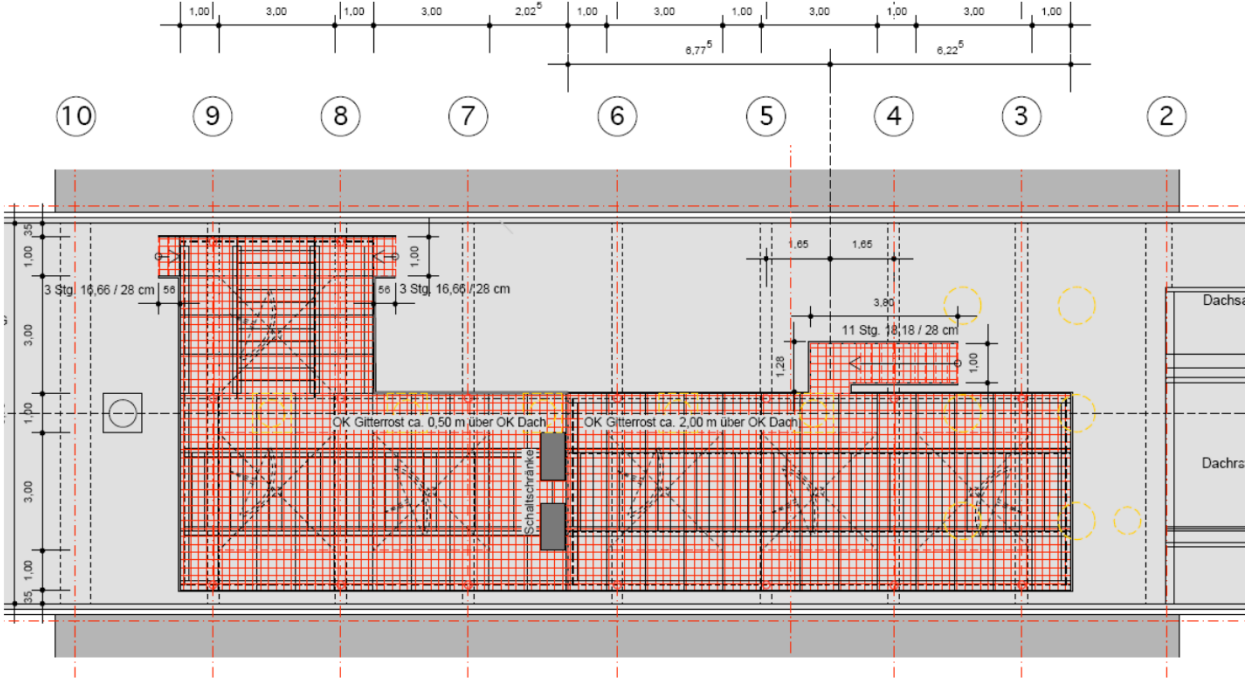 1,00 3,00 1,00 3,00 2,02⁵ 1,00 3,00 1,00 3,00 1,00 3,00 1,00
6,77⁵ 6,22⁵
10 9 8 7 6 5 4 3 2
35
1,00
1,00
1,65 1,65
3 Stg. 16,66 / 28 cm 56
56 3 Stg. 16,66 / 28 cm
3,80
Dachsa
11 Stg. 18,18 / 28 cm
3,00
1,28
1,00
1,00
OK Gitterrost ca. 0,50 m über OK Dach
OK Gitterrost ca. 2,00 m über OK Dach
Schaltschränke
Dachra
3,00
1,00
35